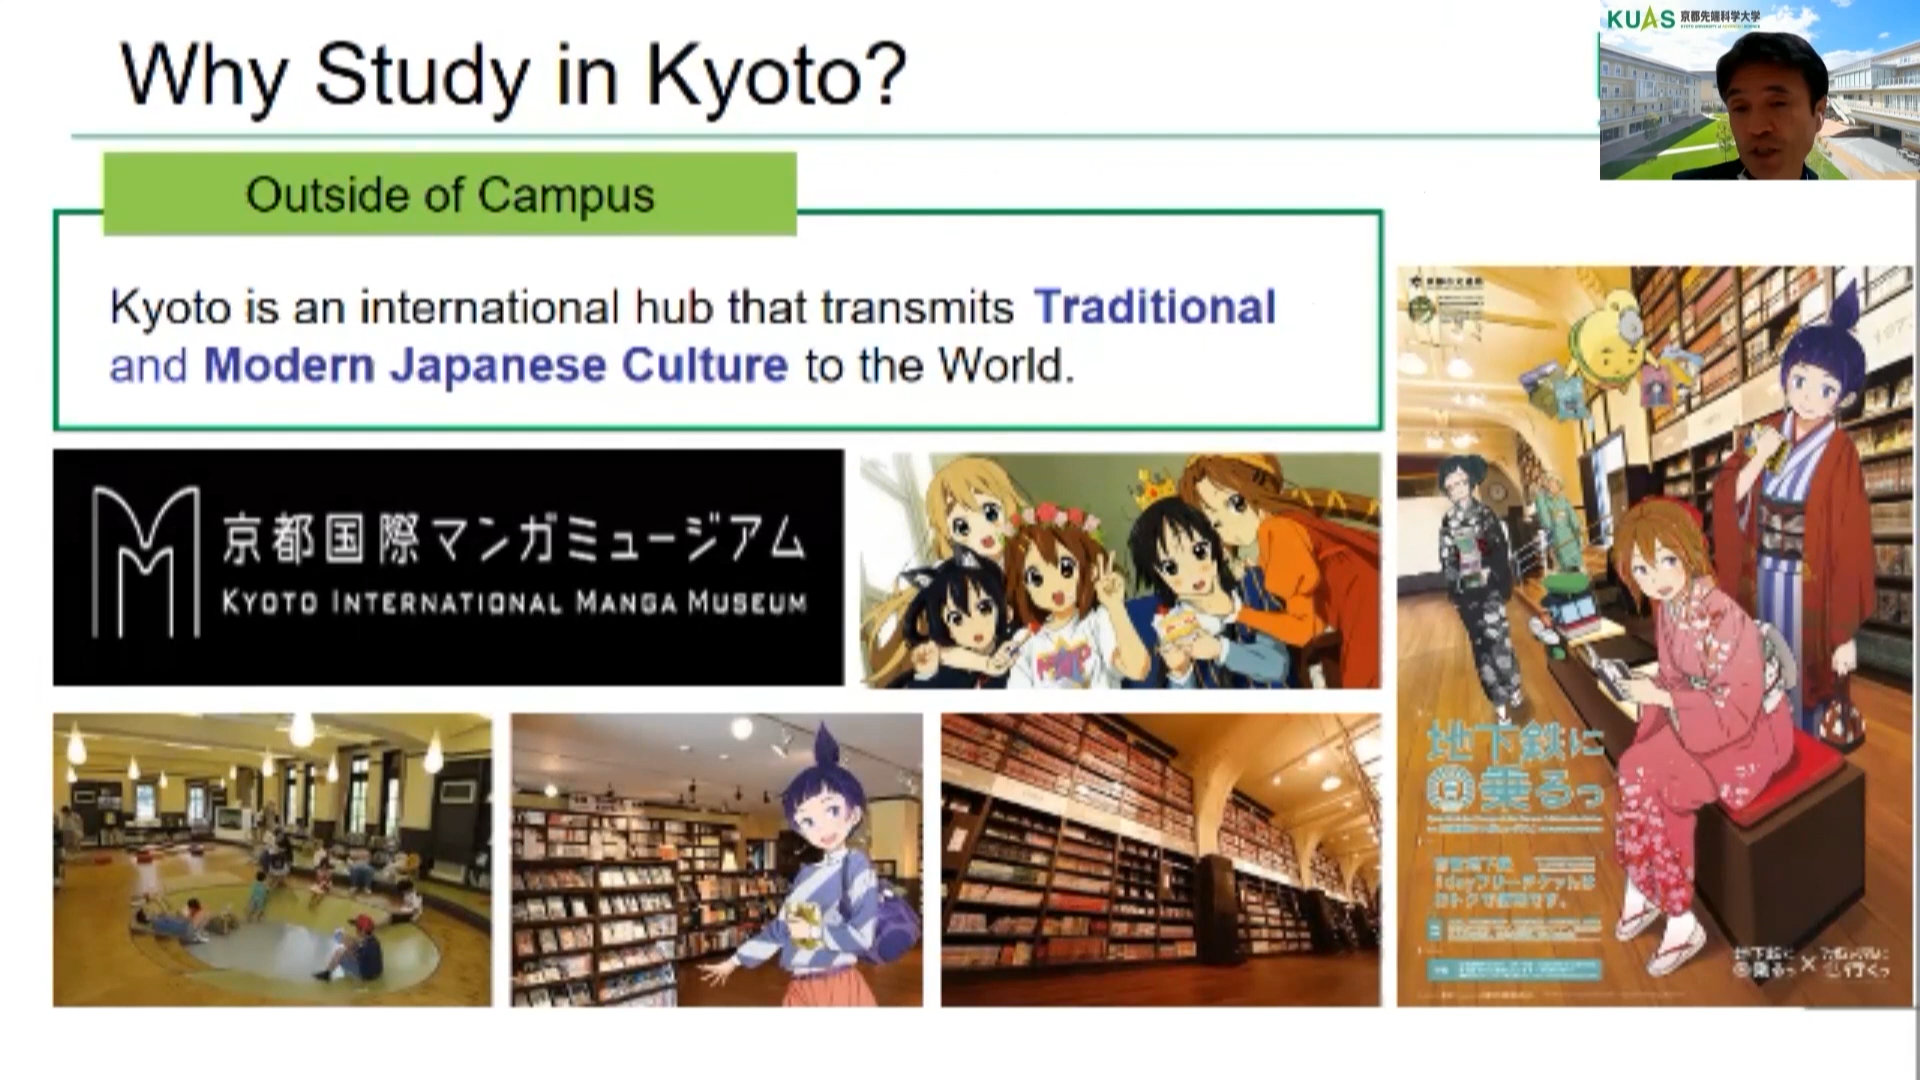 Why Study in Kyoto?
KUAS 京都先端科学大学
Outside of Campus
Kyoto is an international hub that transmits Traditional
and Modern Japanese Culture to the World.
京都国際マンガミュージアム
KYOTO INTERNATIONAL MANGA MUSEUM
地下鉄に
乗るっ